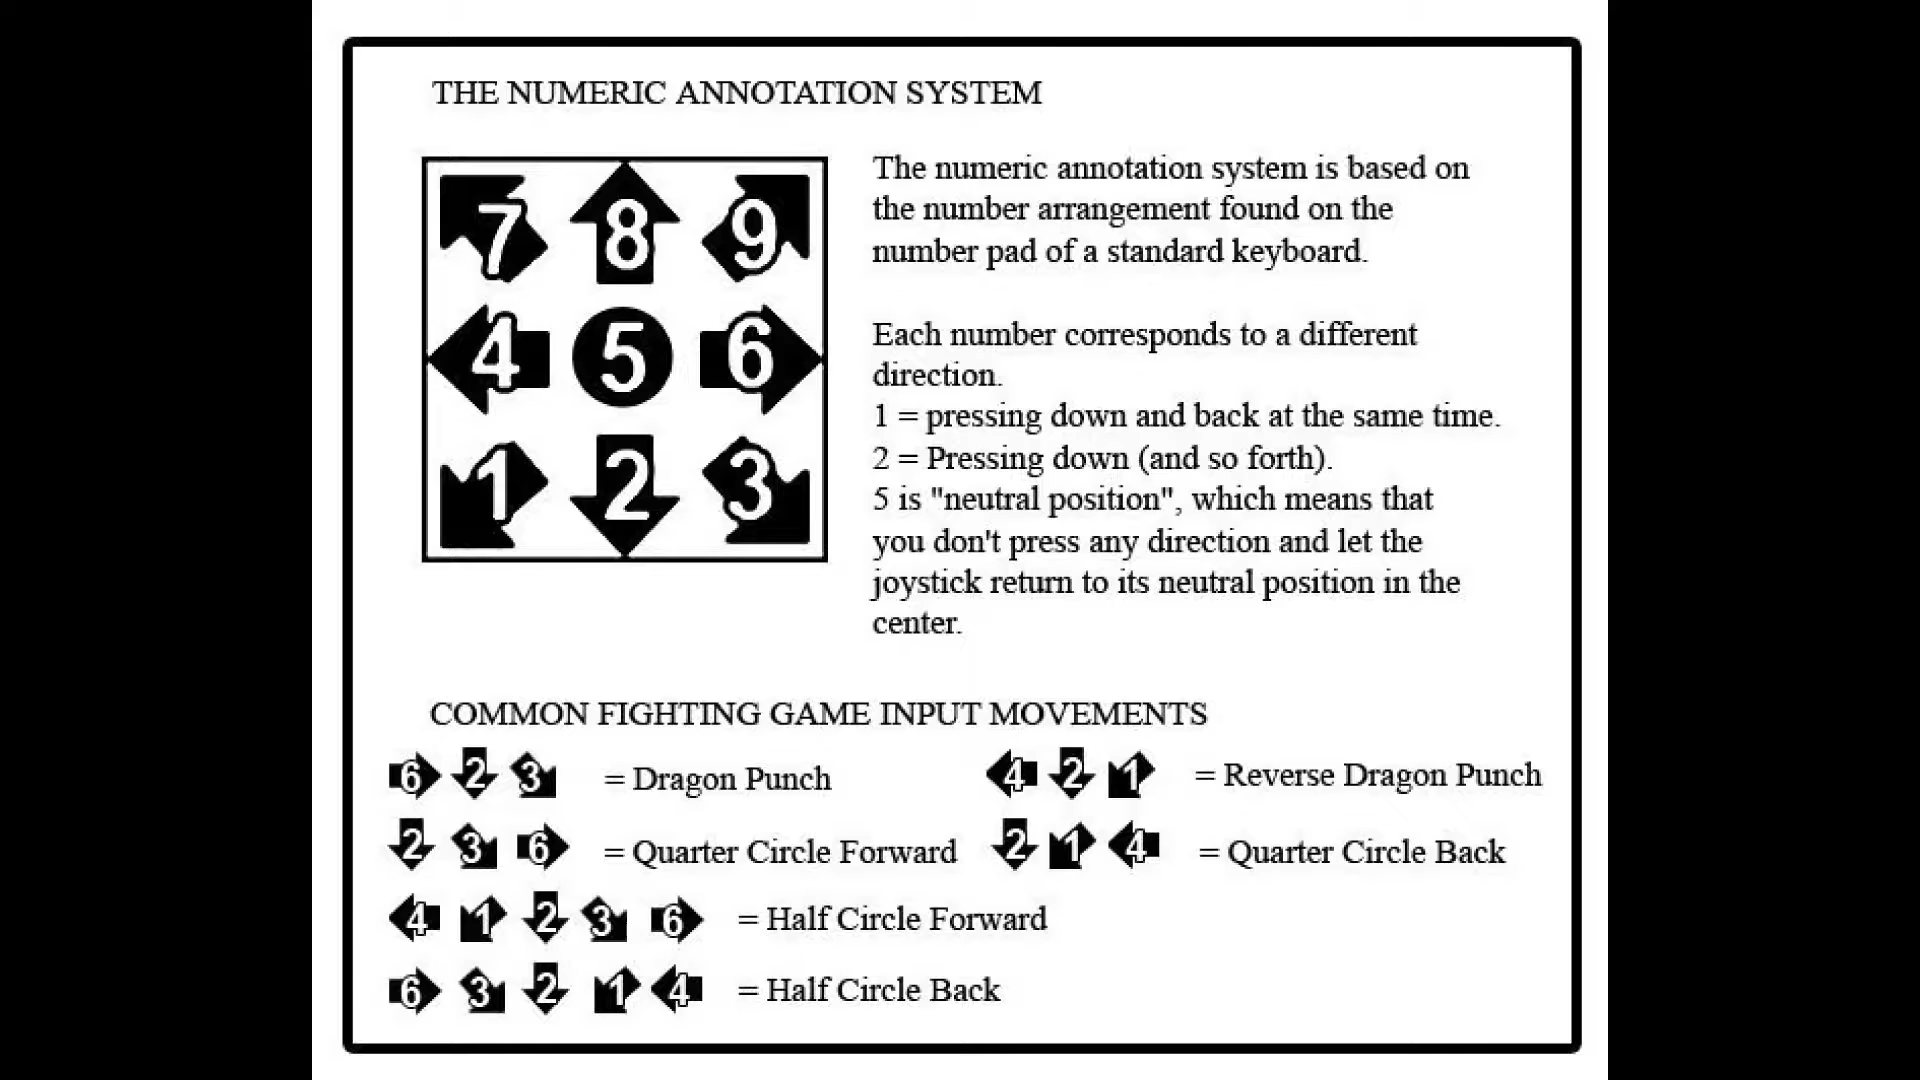 THE NUMERIC ANNOTATION SYSTEM
7 8 9
4 5 6
1 2 3
The numeric annotation system is based on
the number arrangement found on the
number pad of a standard keyboard.
Each number corresponds to a different
direction.
1 = pressing down and back at the same time.
2 = Pressing down (and so forth).
5 is "neutral position", which means that
you don't press any direction and let the
joystick return to its neutral position in the
center.
COMMON FIGHTING GAME INPUT MOVEMENTS
6 2 3 = Dragon Punch
4 2 1 = Reverse Dragon Punch
2 3 6 = Quarter Circle Forward
2 1 4 = Quarter Circle Back
4 1 2 3 6 = Half Circle Forward
6 3 2 1 4 = Half Circle Back